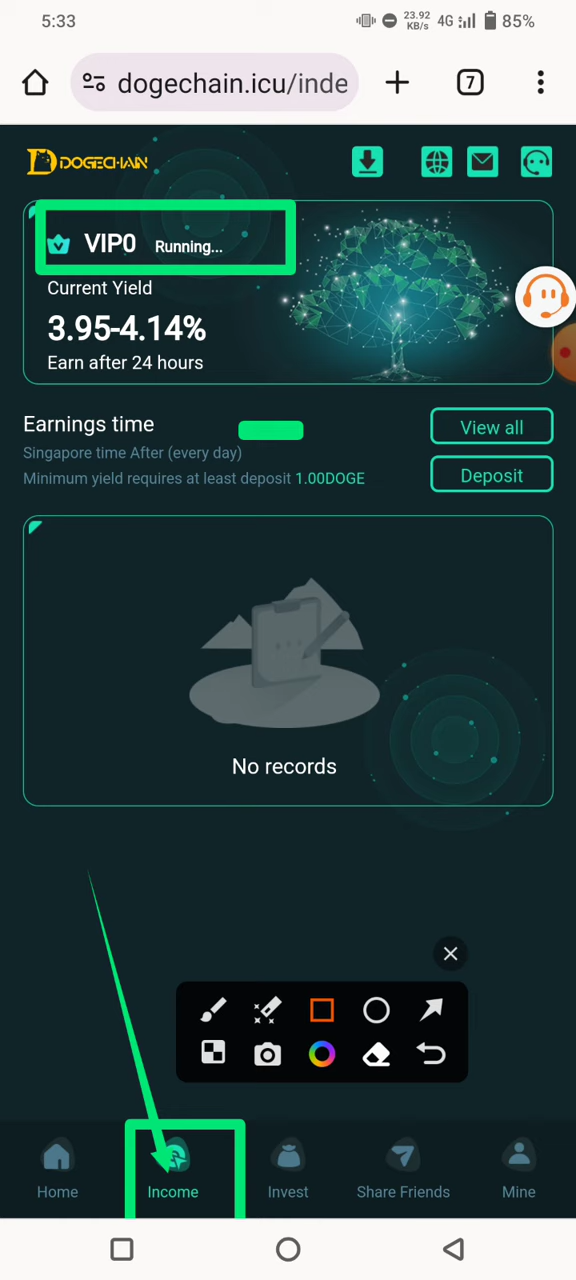 5:33
23.92 KB/s 4G 85%
dogechain.icu/inde
7
DOGECHAIN
VIP0 Running...
Current Yield
3.95-4.14%
Earn after 24 hours
Earnings time
View all
Singapore time After (every day)
Minimum yield requires at least deposit 1.00DOGE
Deposit
No records
Home Income Invest Share Friends Mine